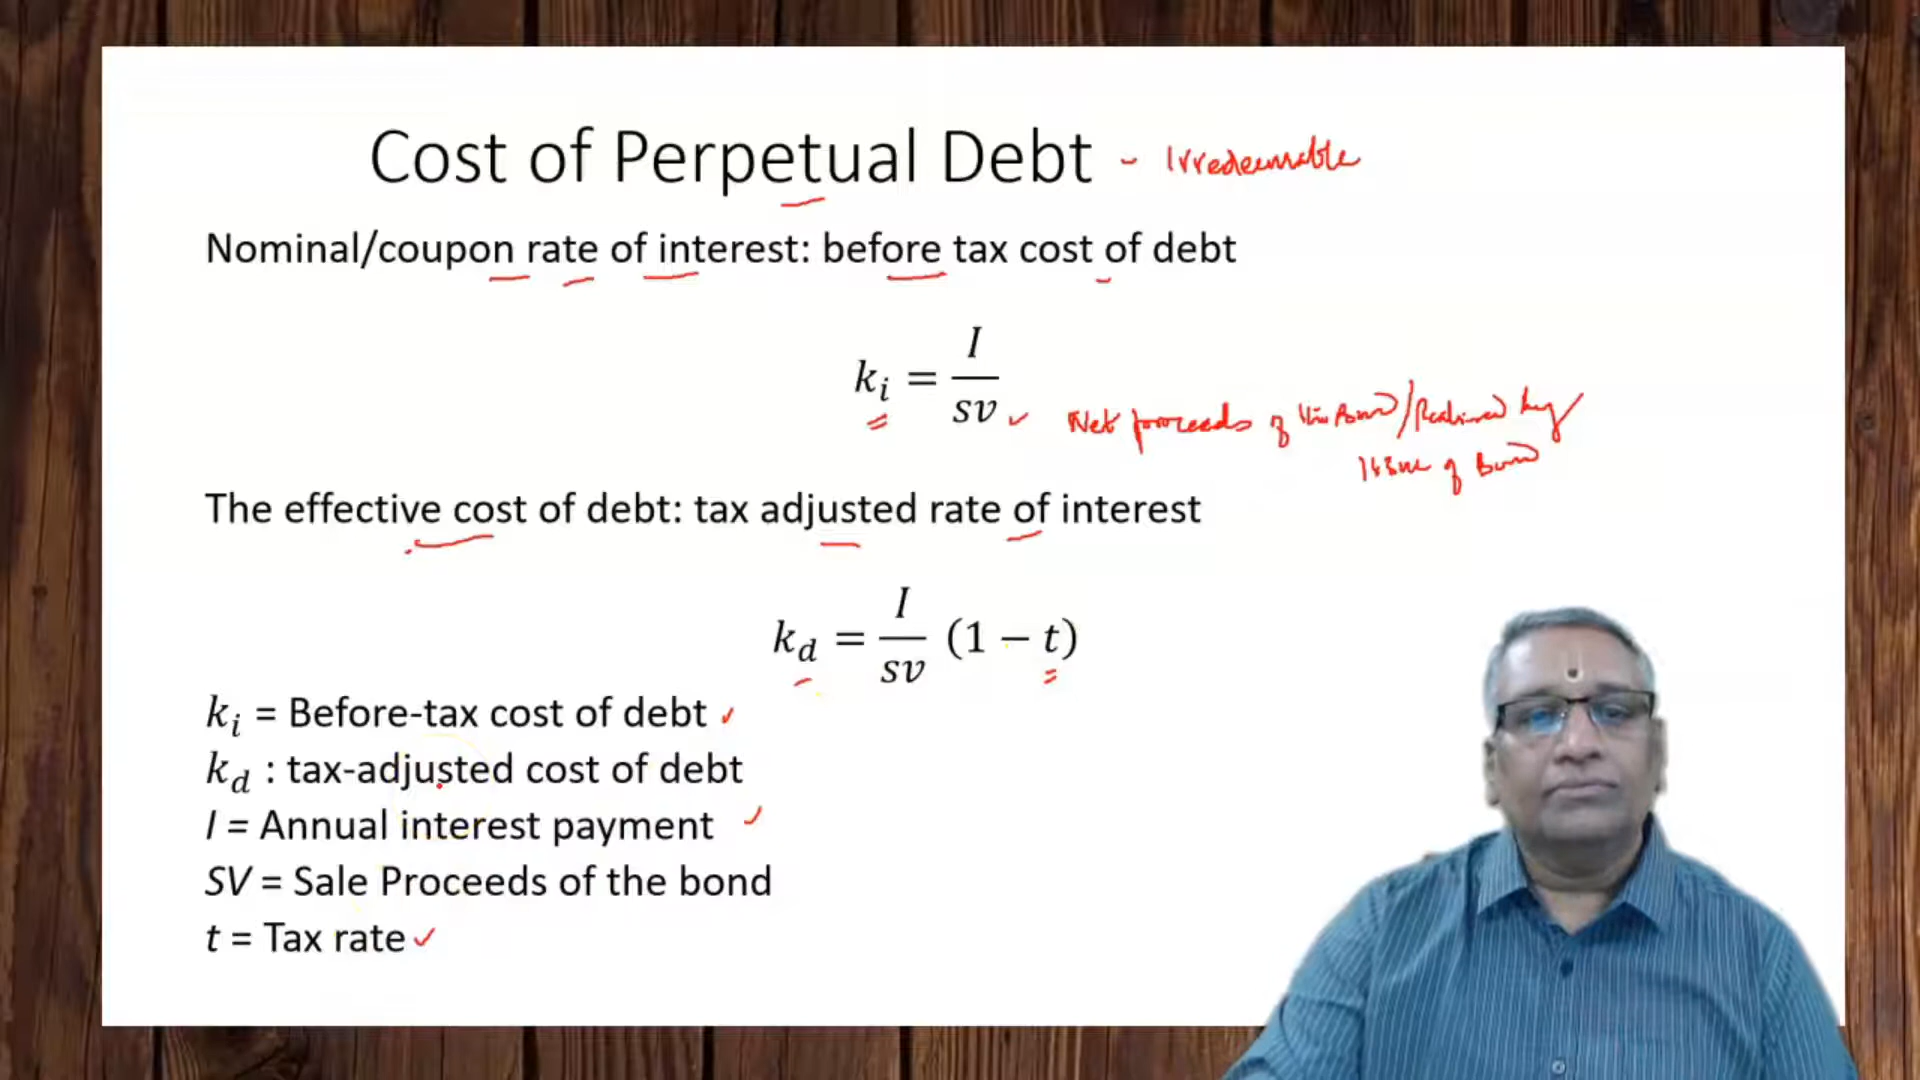 Cost of Perpetual Debt - Irredeemable
Nominal/coupon rate of interest: before tax cost of debt
k_i = I / sv
Net proceeds of the Bond/Realised by
Issue of Bond
The effective cost of debt: tax adjusted rate of interest
k_d = I / sv (1 − t)
k_i = Before-tax cost of debt
k_d : tax-adjusted cost of debt
I = Annual interest payment
SV = Sale Proceeds of the bond
t = Tax rate